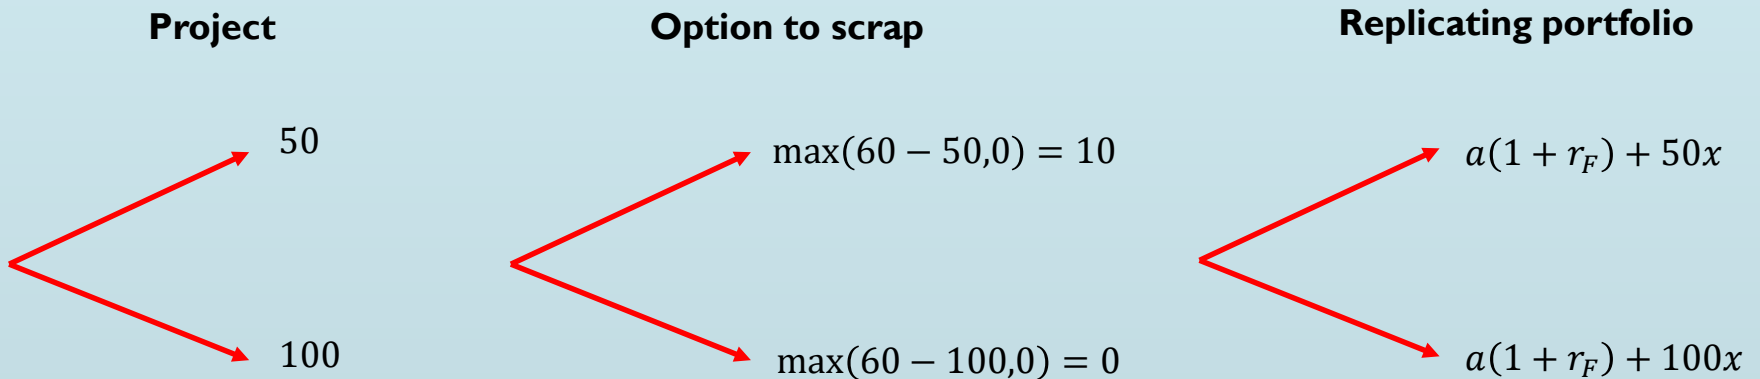 Project
Option to scrap
Replicating portfolio
50
max(60 − 50,0) = 10
a(1 + r_F) + 50x
100
max(60 − 100,0) = 0
a(1 + r_F) + 100x